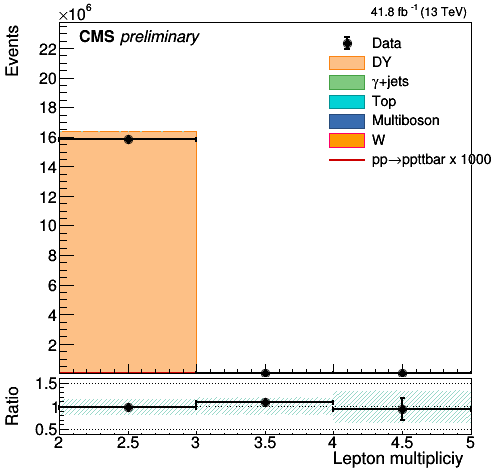 ×10⁶
41.8 fb⁻¹ (13 TeV)
CMS preliminary
Events
22
20
18
16
14
12
10
8
6
4
2
Data
DY
γ+jets
Top
Multiboson
W
pp→ppttbar x 1000
Ratio
1.5
1
0.5
2 2.5 3 3.5 4 4.5 5
Lepton multipliciy